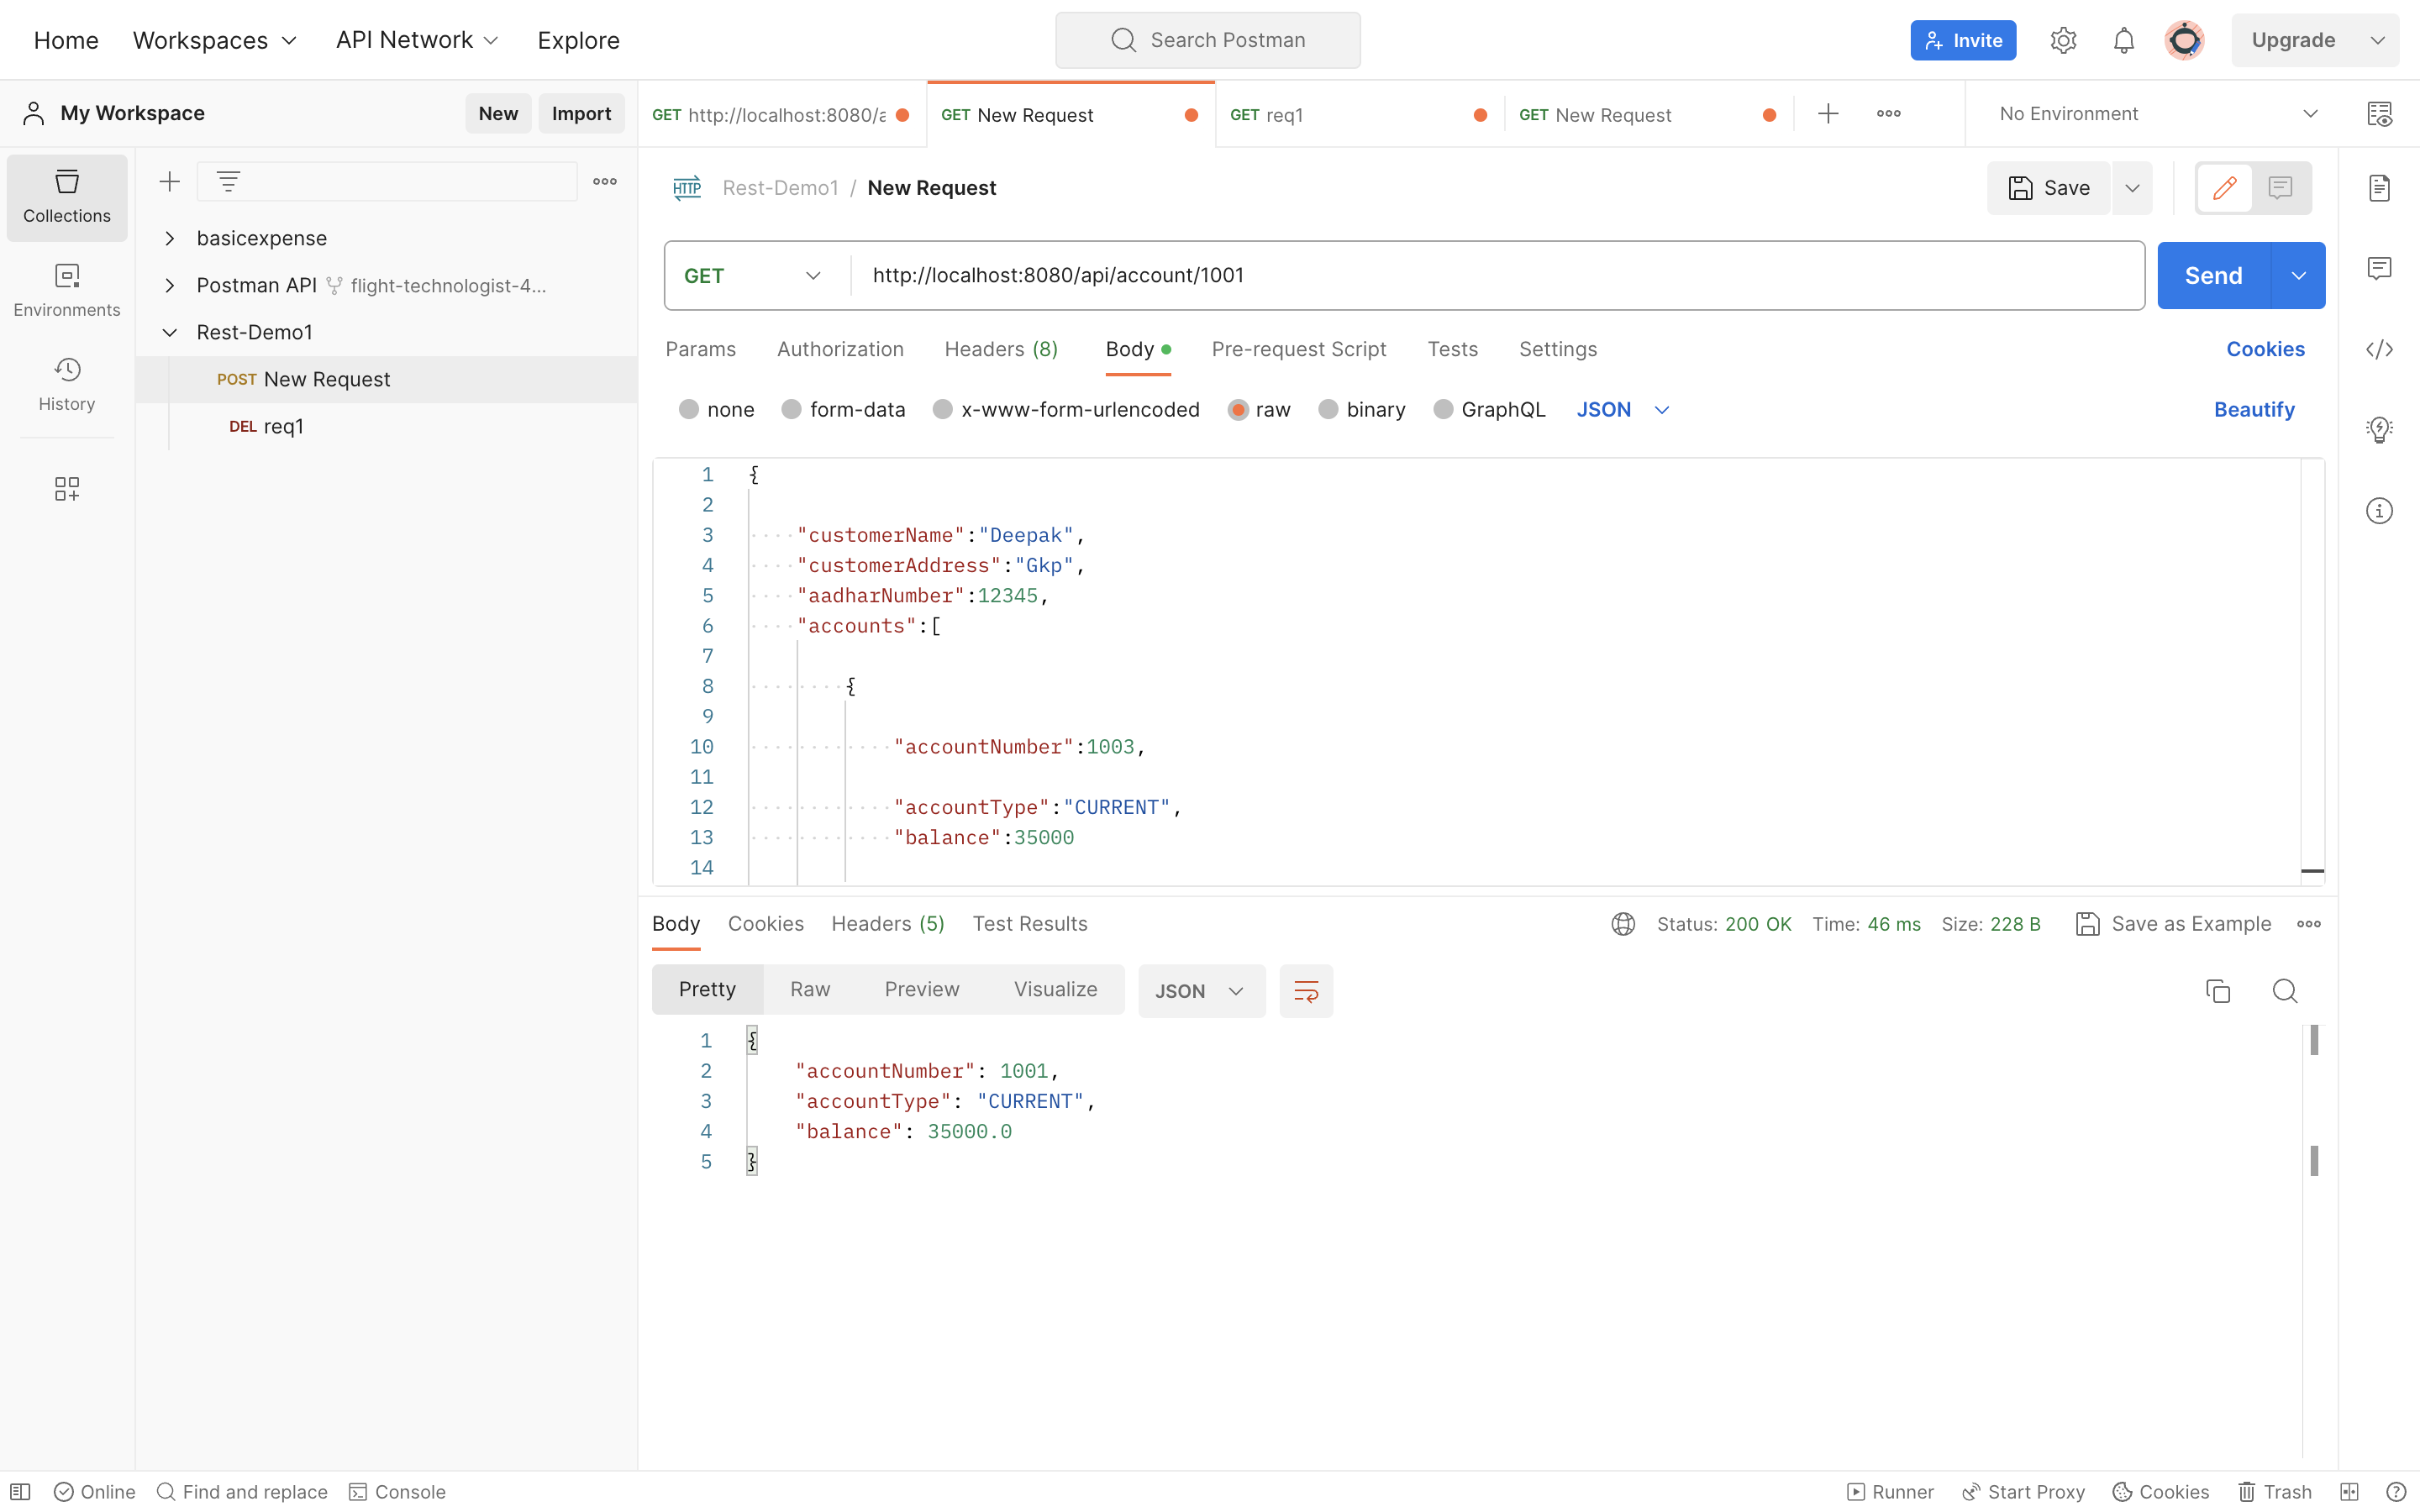 Home Workspaces API Network Explore Search Postman Invite Upgrade
My Workspace New Import GET http://localhost:8080/a GET New Request GET req1 GET New Request No Environment
Collections
Environments
History
basicexpense
Postman API flight-technologist-4...
Rest-Demo1
POST New Request
DEL req1
HTTP Rest-Demo1 / New Request Save
GET http://localhost:8080/api/account/1001 Send
Params Authorization Headers (8) Body Pre-request Script Tests Settings Cookies
none form-data x-www-form-urlencoded raw binary GraphQL JSON Beautify
1 {
2
3 "customerName":"Deepak",
4 "customerAddress":"Gkp",
5 "aadharNumber":12345,
6 "accounts":[
7
8 {
9
10 "accountNumber":1003,
11
12 "accountType":"CURRENT",
13 "balance":35000
14
Body Cookies Headers (5) Test Results Status: 200 OK Time: 46 ms Size: 228 B Save as Example
Pretty Raw Preview Visualize JSON
1 {
2 "accountNumber": 1001,
3 "accountType": "CURRENT",
4 "balance": 35000.0
5 }
Online Find and replace Console Runner Start Proxy Cookies Trash